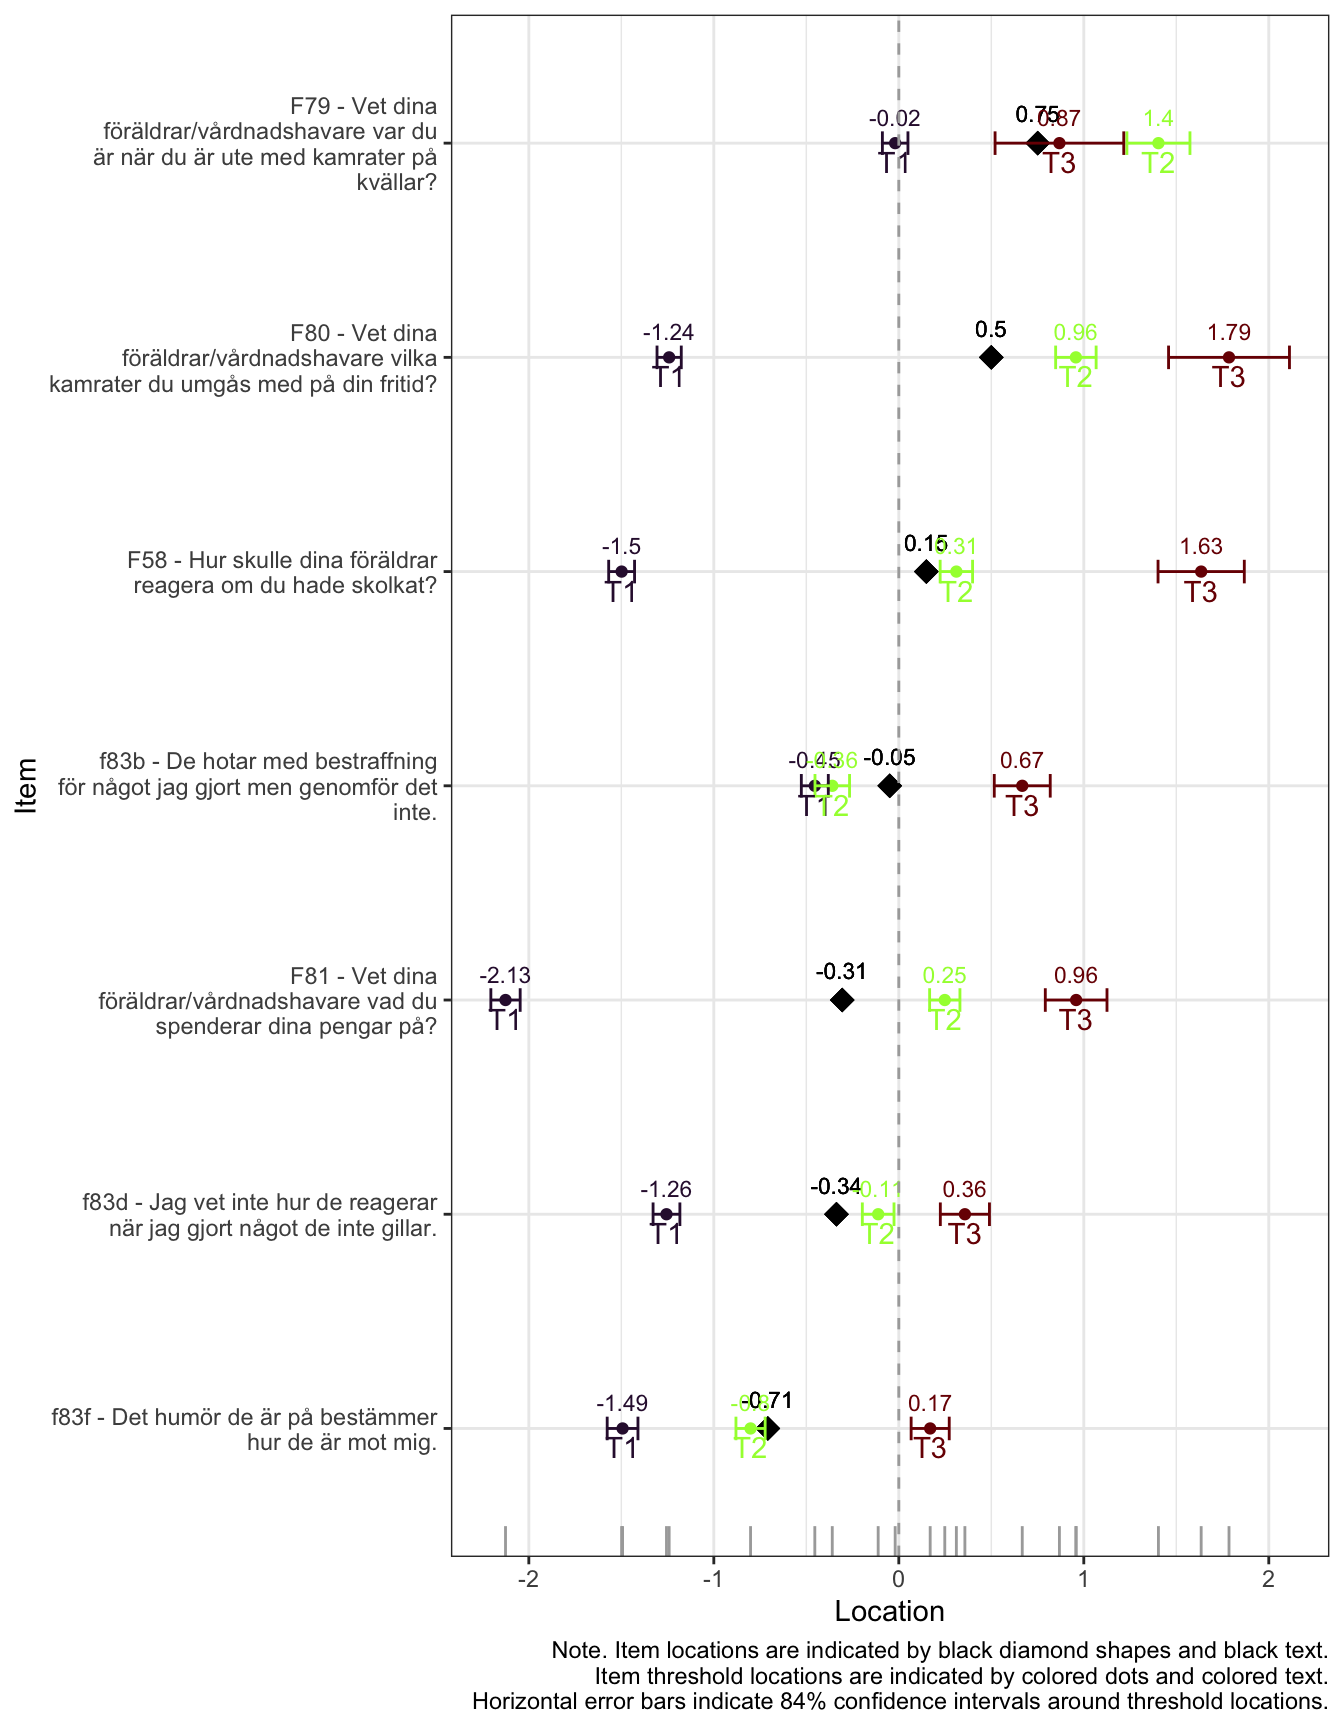 F79 - Vet dina
föräldrar/vårdnadshavare var du
är när du är ute med kamrater på
kvällar?
-0.02 0.75 0.87 1.4
T1 T3 T2
F80 - Vet dina
föräldrar/vårdnadshavare vilka
kamrater du umgås med på din fritid?
-1.24 0.5 0.96 1.79
T1 T2 T3
F58 - Hur skulle dina föräldrar
reagera om du hade skolkat?
-1.5 0.15 0.31 1.63
T1 T2 T3
f83b - De hotar med bestraffning
för något jag gjort men genomför det
inte.
-0.45 -0.36 -0.05 0.67
T1 T2 T3
F81 - Vet dina
föräldrar/vårdnadshavare vad du
spenderar dina pengar på?
-2.13 -0.31 0.25 0.96
T1 T2 T3
f83d - Jag vet inte hur de reagerar
när jag gjort något de inte gillar.
-1.26 -0.34 -0.11 0.36
T1 T2 T3
f83f - Det humör de är på bestämmer
hur de är mot mig.
-1.49 -0.8 -0.71 0.17
T1 T2 T3
Item
-2 -1 0 1 2
Location
Note. Item locations are indicated by black diamond shapes and black text.
Item threshold locations are indicated by colored dots and colored text.
Horizontal error bars indicate 84% confidence intervals around threshold locations.